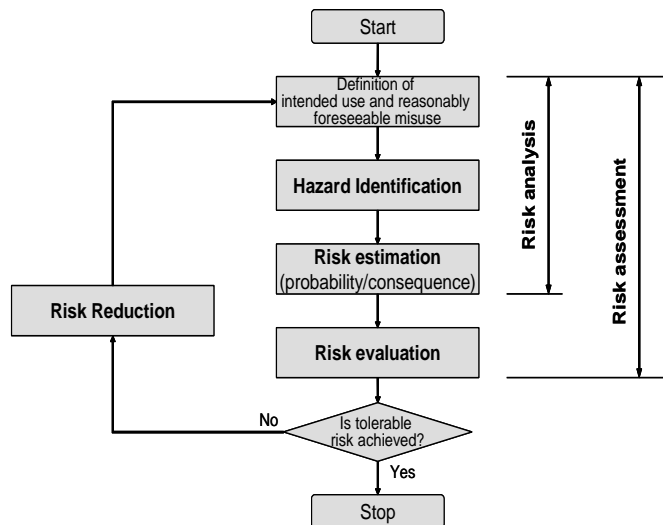 Start
Definition of
intended use and reasonably
foreseeable misuse
Hazard Identification
Risk estimation
(probability/consequence)
Risk evaluation
Is tolerable
risk achieved?
No
Yes
Stop
Risk Reduction
Risk analysis
Risk assessment